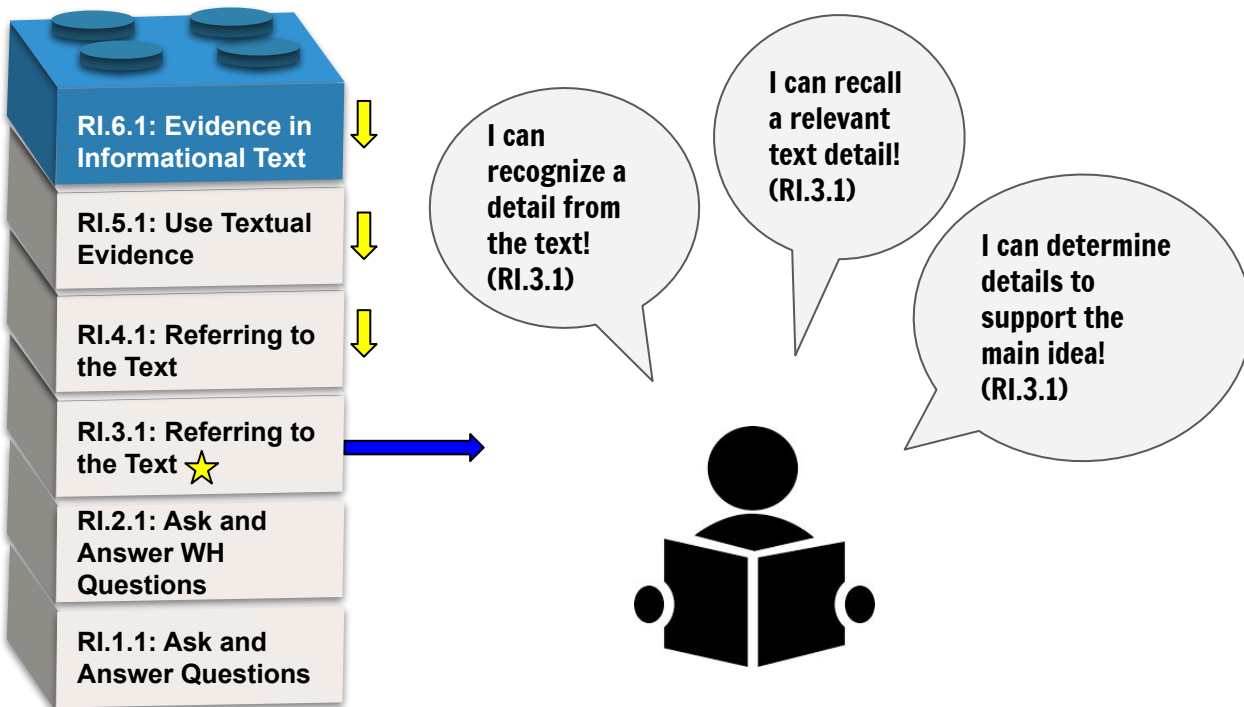 RI.6.1: Evidence in
Informational Text
RI.5.1: Use Textual
Evidence
RI.4.1: Referring to
the Text
RI.3.1: Referring to
the Text
RI.2.1: Ask and
Answer WH
Questions
RI.1.1: Ask and
Answer Questions
I can
recognize a
detail from
the text!
(RI.3.1)
I can recall
a relevant
text detail!
(RI.3.1)
I can determine
details to
support the
main idea!
(RI.3.1)